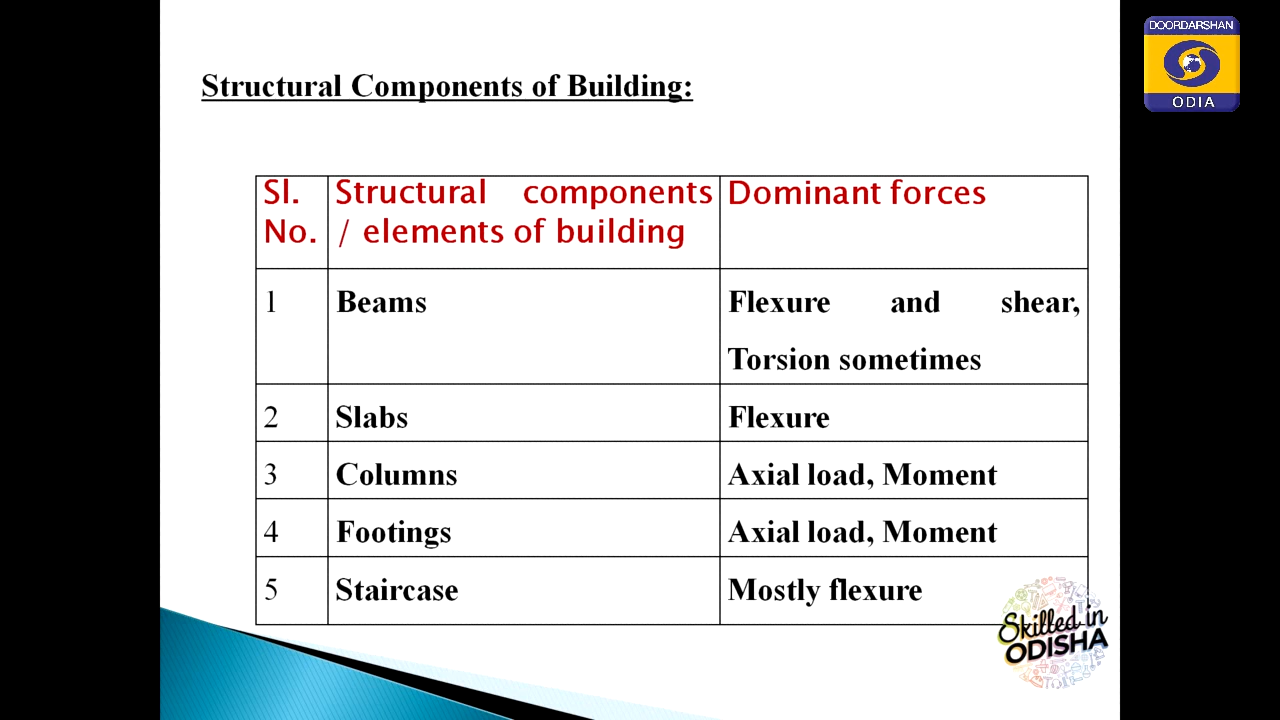 DOORDARSHAN
ODIA
Structural Components of Building:
Sl. Structural components Dominant forces
No. / elements of building
1 Beams Flexure and shear,
Torsion sometimes
2 Slabs Flexure
3 Columns Axial load, Moment
4 Footings Axial load, Moment
5 Staircase Mostly flexure
Skilled in
ODISHA